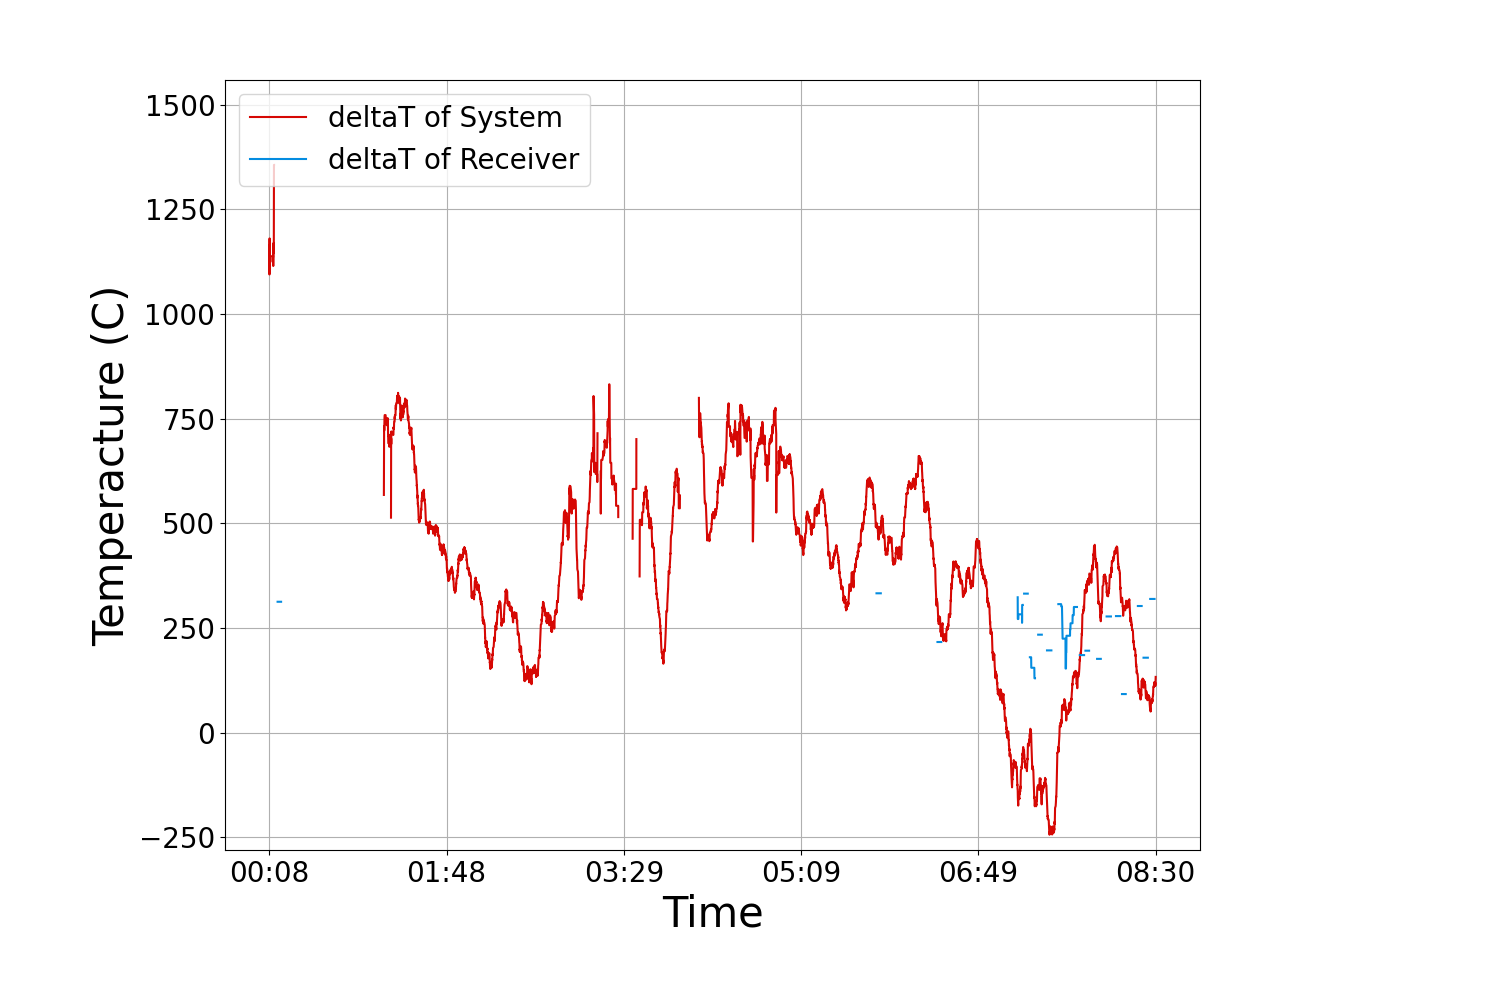 1500
1250
1000
750
500
250
0
−250
deltaT of System
deltaT of Receiver
Temperacture (C)
00:08 01:48 03:29 05:09 06:49 08:30
Time